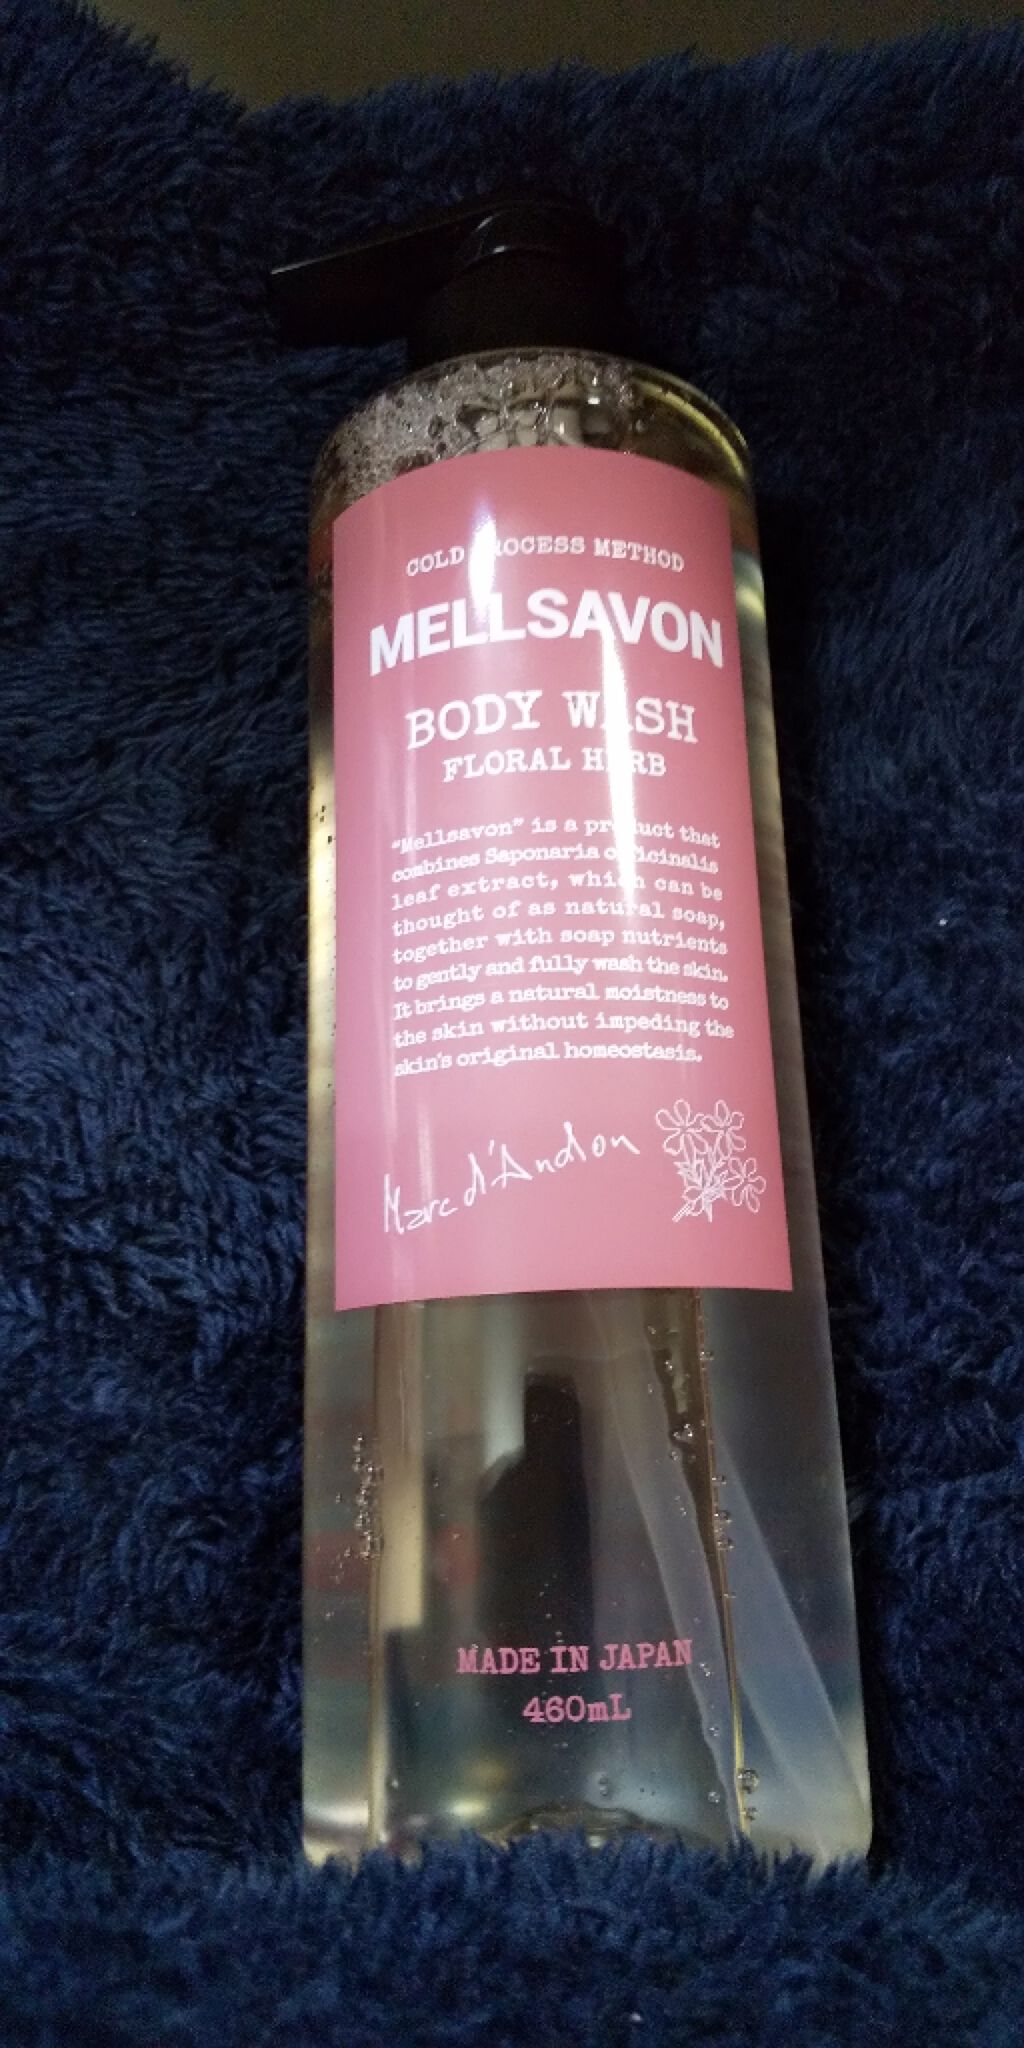 COLD PROCESS METHOD
MELLSAVON
BODY WASH
FLORAL HERB
"Mellsavon" is a product that
combines Saponaria officinalis
leaf extract, which can be
thought of as natural soap,
together with soap nutrients
to gently and fully wash the skin.
It brings a natural moistness to
the skin without impeding the
skin's original homeostasis.
Marc d'Andon
MADE IN JAPAN
460mL